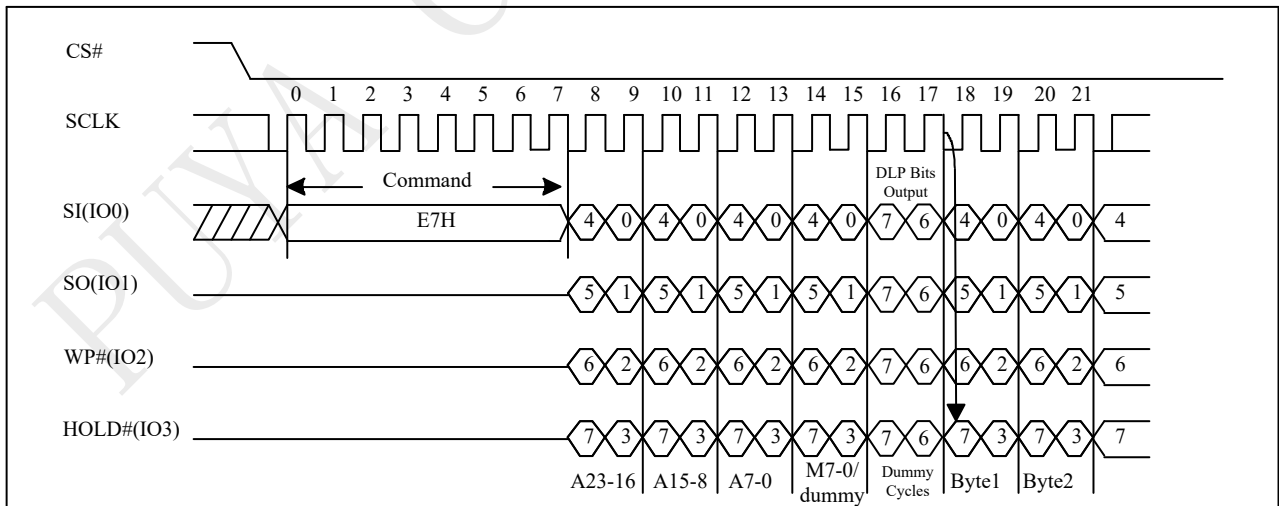 CS#
0 1 2 3 4 5 6 7 8 9 10 11 12 13 14 15 16 17 18 19 20 21
SCLK
DLP Bits
Output
Command
SI(IO0)
E7H
4 0 4 0 4 0 4 0 7 6 4 0 4 0 4
SO(IO1)
5 1 5 1 5 1 5 1 7 6 5 1 5 1 5
WP#(IO2)
6 2 6 2 6 2 6 2 7 6 6 2 6 2 6
HOLD#(IO3)
7 3 7 3 7 3 7 3 7 6 7 3 7 3 7
A23-16 A15-8 A7-0 M7-0/
dummy
Dummy
Cycles
Byte1 Byte2
PUYA